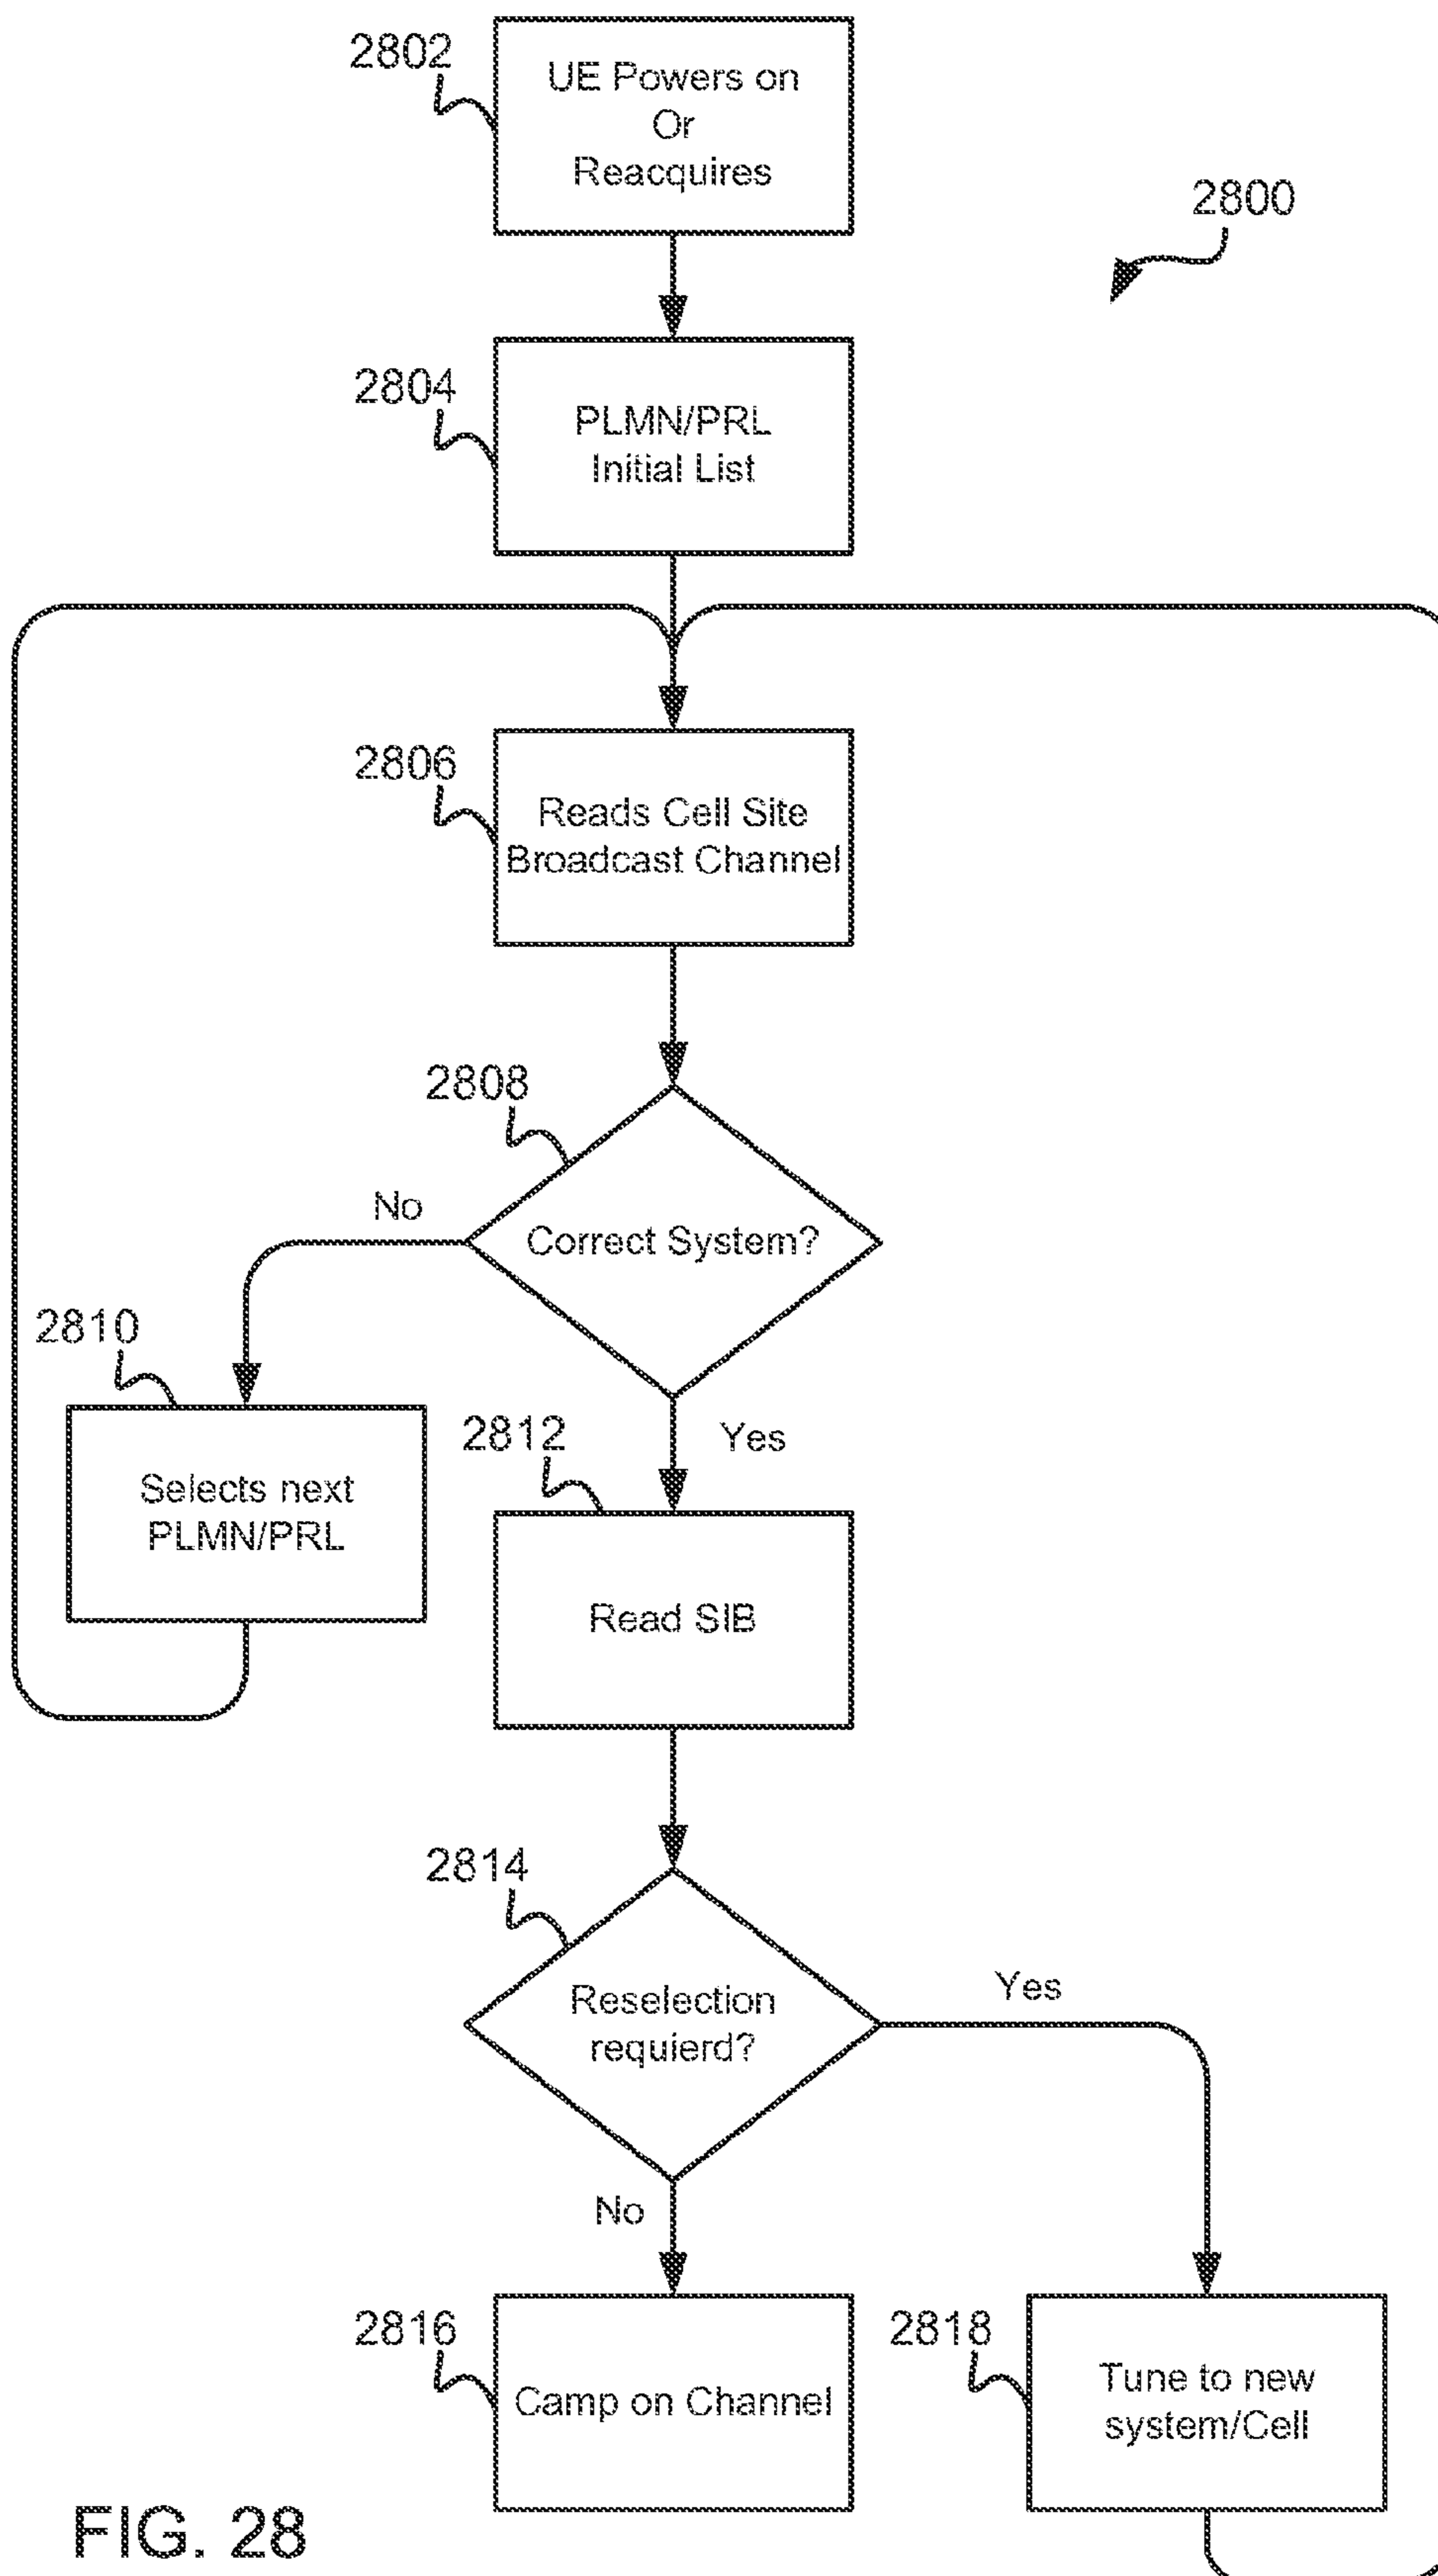 2802
UE Powers on
Or
Reacquires
2800
2804
PLMN/PRL
Initial List
2806
Reads Cell Site
Broadcast Channel
2808
No
Correct System?
2810
Selects next
PLMN/PRL
2812
Yes
Read SIB
2814
Reselection
requierd?
Yes
No
2816
Camp on Channel
2818
Tune to new
system/Cell
FIG. 28